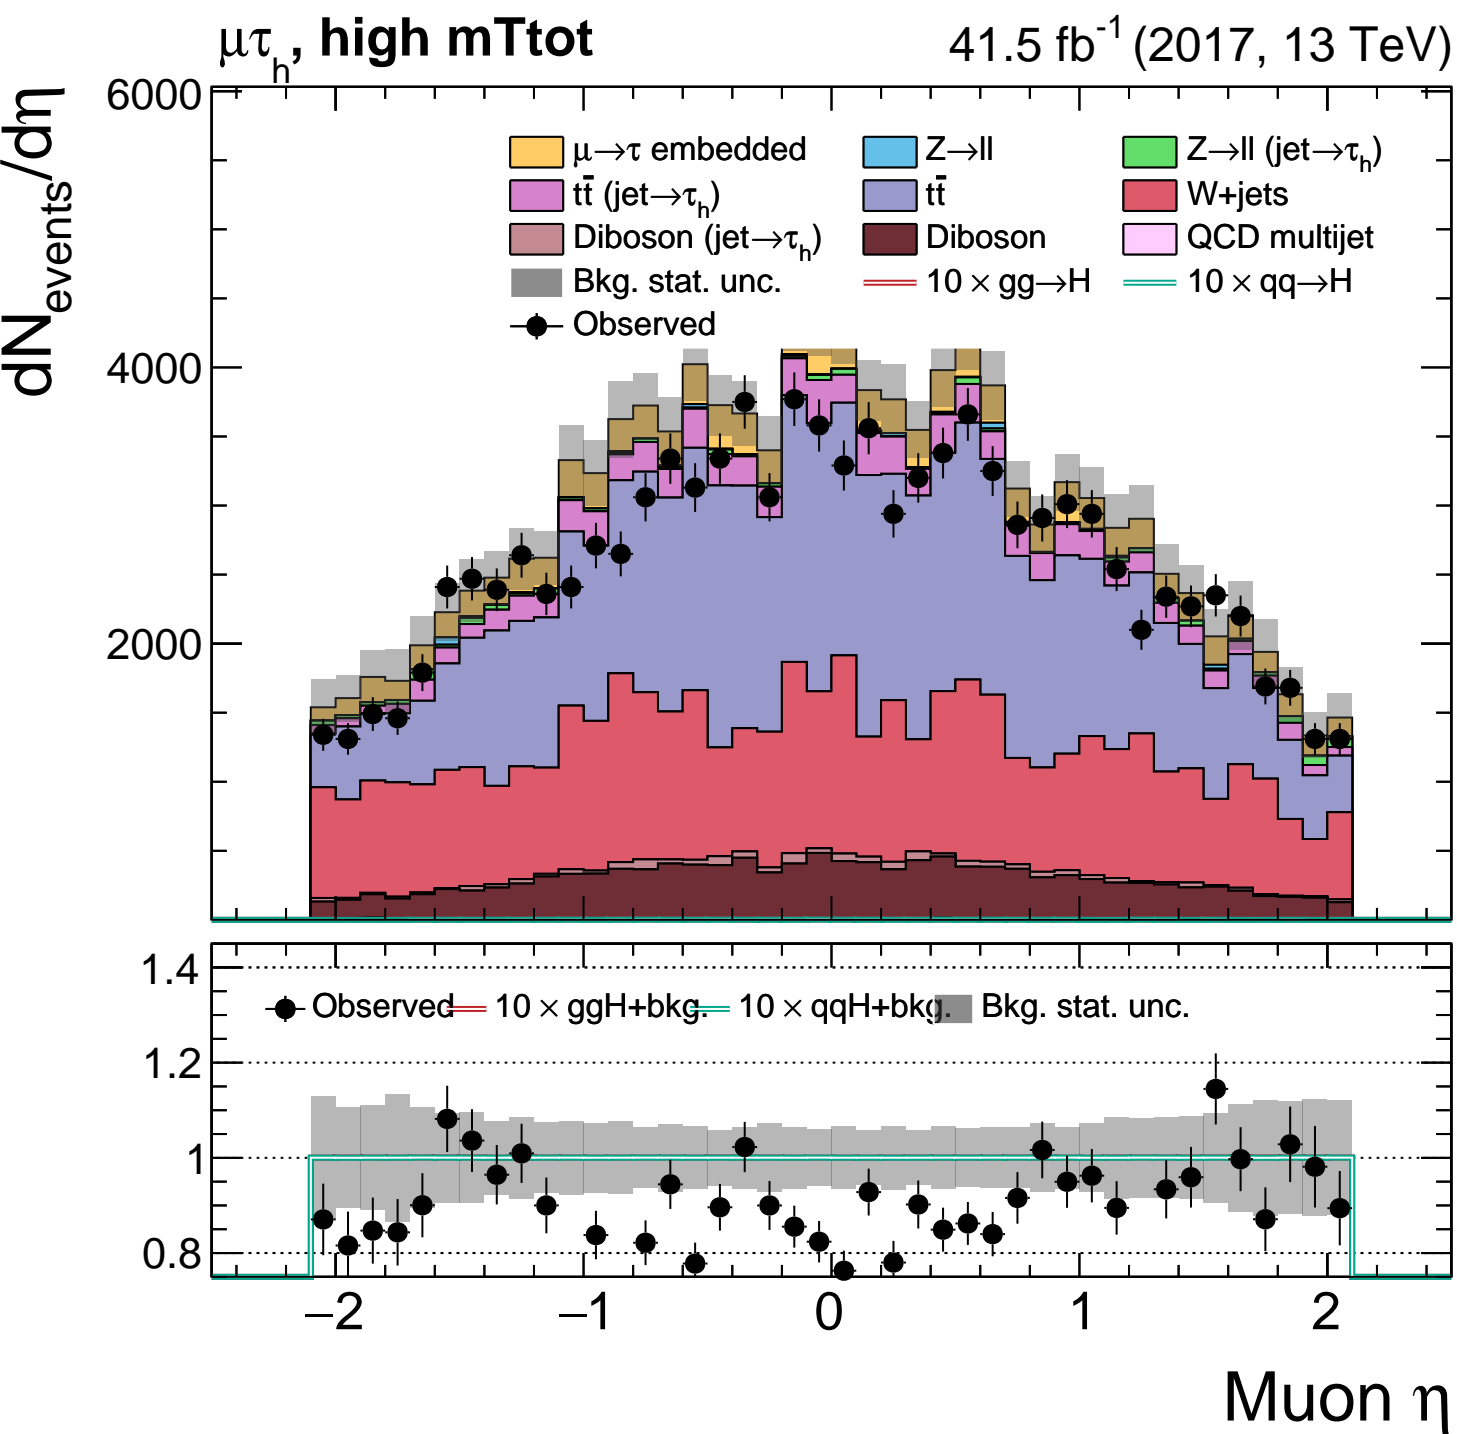 μτh, high mTtot 41.5 fb-1 (2017, 13 TeV)
dNevents/dη
6000
4000
2000
μ→τ embedded Z→ll Z→ll (jet→τh)
tt̄ (jet→τh) tt̄ W+jets
Diboson (jet→τh) Diboson QCD multijet
Bkg. stat. unc. 10 × gg→H 10 × qq→H
Observed
1.4
1.2
1
0.8
Observed 10 × ggH+bkg. 10 × qqH+bkg. Bkg. stat. unc.
−2 −1 0 1 2
Muon η